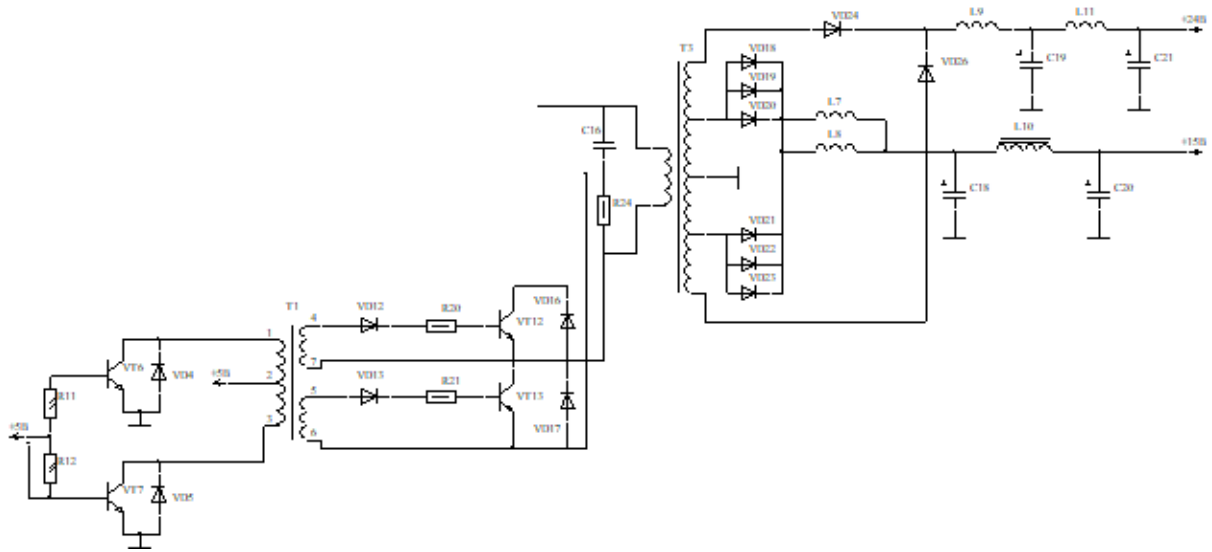 VD24
L9
L11
+24В
T3
VD18
C19
C21
VD19
VD26
VD20
L7
C16
L10
L8
+15В
C18
C20
R24
VD21
VD22
VD23
T1
VD12
R20
VD16
4
1
VT12
VT6
VD4
7
+5В
2
VD13
R21
5
R11
VT13
3
+5В
6
VD17
R12
VT7
VD5